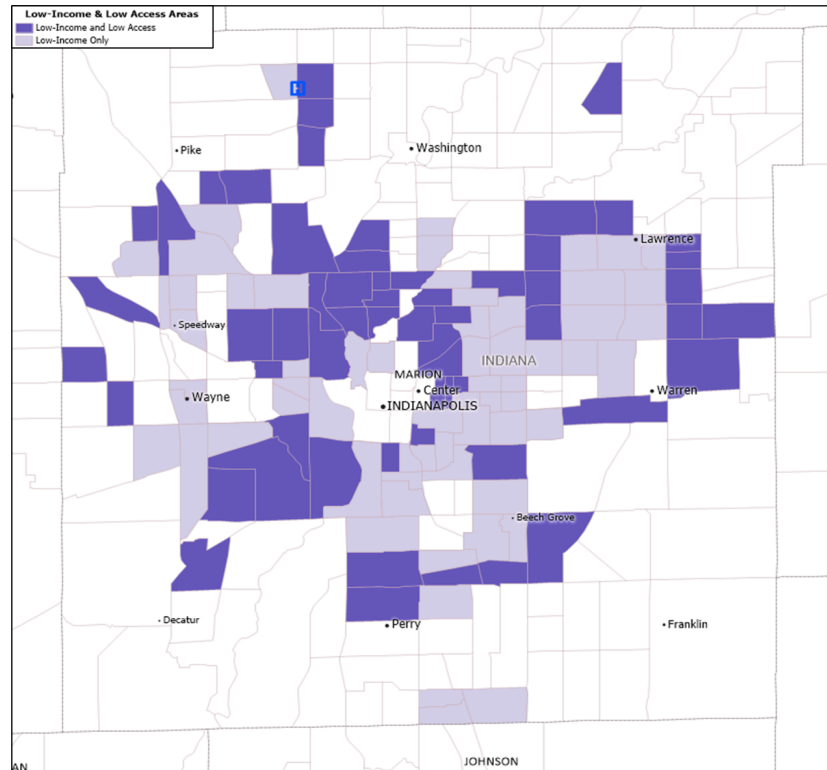 Low-Income & Low Access Areas
Low-Income and Low Access
Low-Income Only
H
Pike
Washington
Lawrence
Speedway
INDIANA
MARION
Center
Wayne
INDIANAPOLIS
Warren
Beech Grove
Decatur
Perry
Franklin
JOHNSON
AN